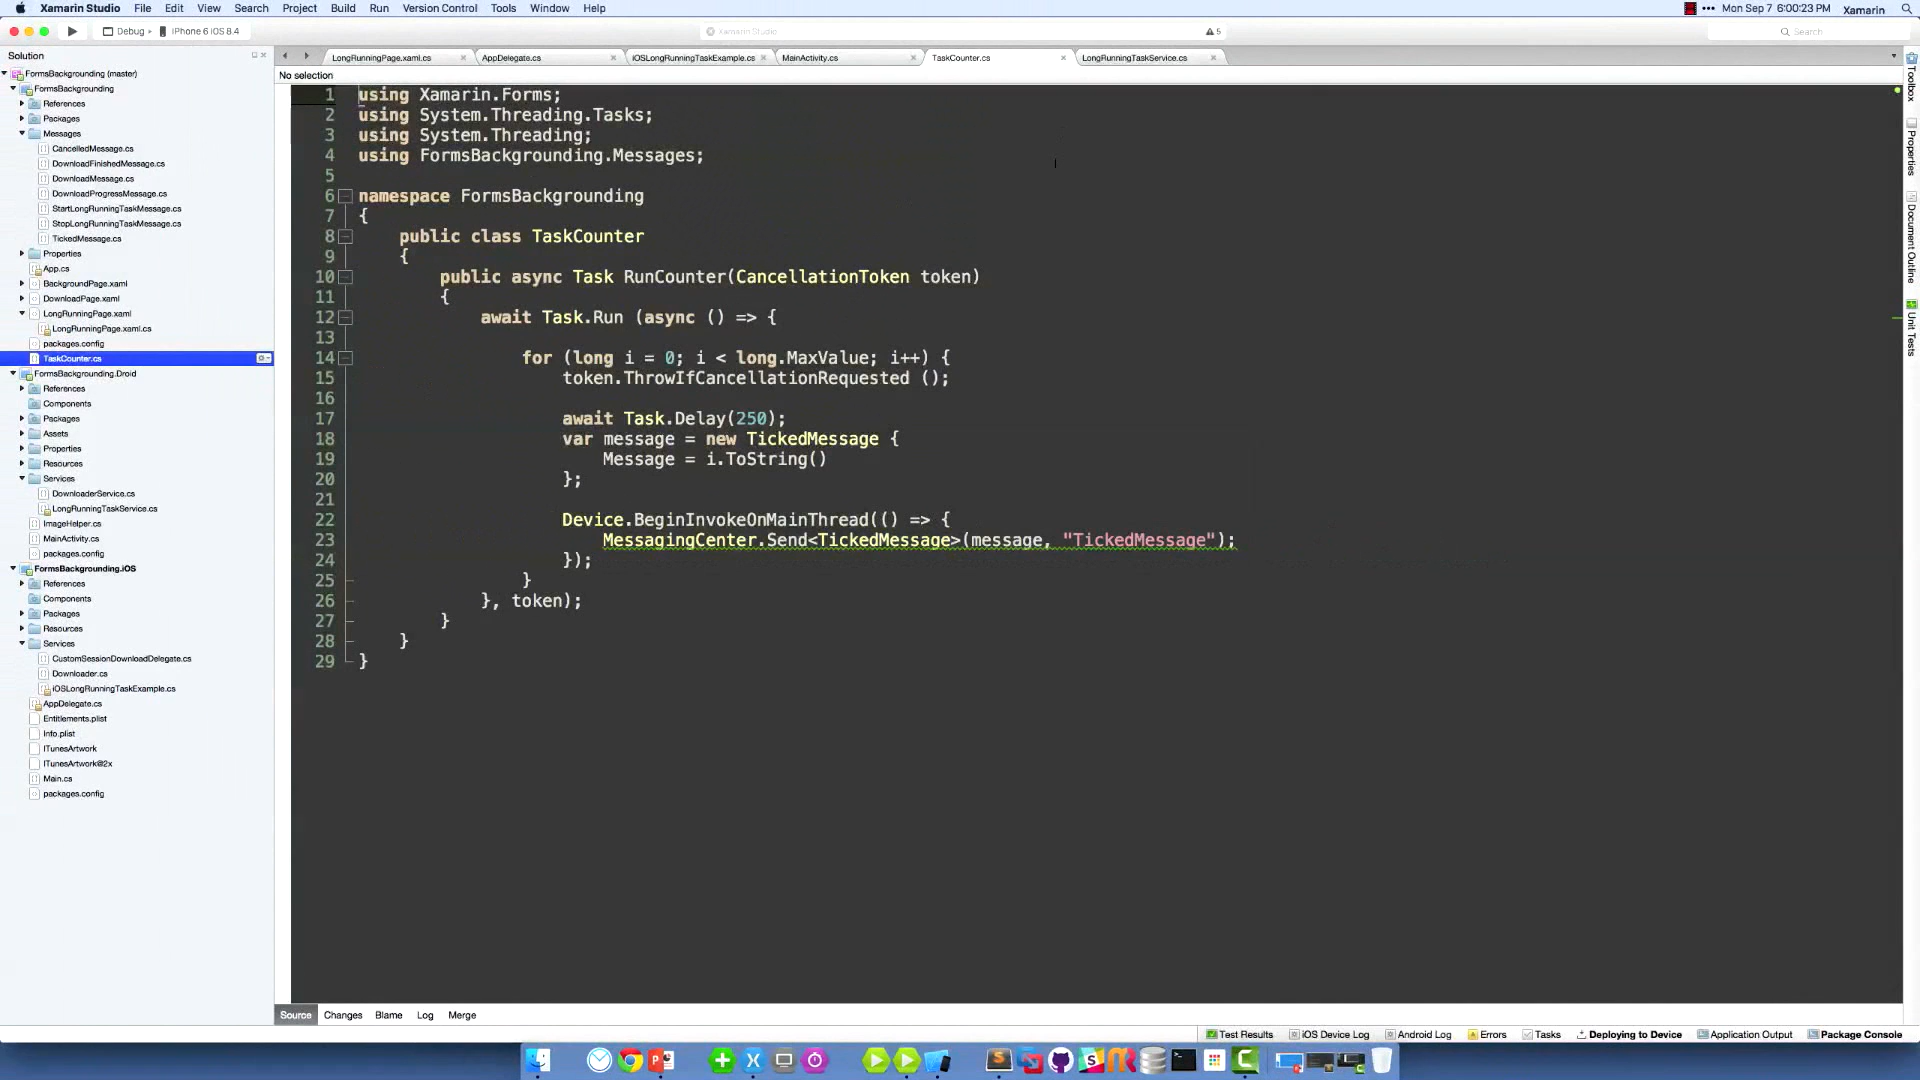 Xamarin Studio File Edit View Search Project Build Run Version Control Tools Window Help
Mon Sep 7 6:00:23 PM Xamarin
Debug iPhone 6 iOS 8.4
Xamarin Studio
5
Search
Solution
LongRunningPage.xaml.cs
AppDelegate.cs
iOSLongRunningTaskExample.cs
MainActivity.cs
TaskCounter.cs
LongRunningTaskService.cs
No selection
FormsBackgrounding (master)
FormsBackgrounding
References
Packages
Messages
CancelledMessage.cs
DownloadFinishedMessage.cs
DownloadMessage.cs
DownloadProgressMessage.cs
StartLongRunningTaskMessage.cs
StopLongRunningTaskMessage.cs
TickedMessage.cs
Properties
App.cs
BackgroundPage.xaml
DownloadPage.xaml
LongRunningPage.xaml
LongRunningPage.xaml.cs
packages.config
TaskCounter.cs
FormsBackgrounding.Droid
References
Components
Packages
Assets
Properties
Resources
Services
DownloaderService.cs
LongRunningTaskService.cs
ImageHelper.cs
MainActivity.cs
packages.config
FormsBackgrounding.iOS
References
Components
Packages
Resources
Services
CustomSessionDownloadDelegate.cs
Downloader.cs
iOSLongRunningTaskExample.cs
AppDelegate.cs
Entitlements.plist
Info.plist
iTunesArtwork
iTunesArtwork@2x
Main.cs
packages.config
1 using Xamarin.Forms;
2 using System.Threading.Tasks;
3 using System.Threading;
4 using FormsBackgrounding.Messages;
5
6 namespace FormsBackgrounding
7 {
8 public class TaskCounter
9 {
10 public async Task RunCounter(CancellationToken token)
11 {
12 await Task.Run (async () => {
13
14 for (long i = 0; i < long.MaxValue; i++) {
15 token.ThrowIfCancellationRequested ();
16
17 await Task.Delay(250);
18 var message = new TickedMessage {
19 Message = i.ToString()
20 };
21
22 Device.BeginInvokeOnMainThread(() => {
23 MessagingCenter.Send<TickedMessage>(message, "TickedMessage");
24 });
25 }
26 }, token);
27 }
28 }
29 }
Toolbox
Properties
Document Outline
Unit Tests
Source Changes Blame Log Merge
Test Results iOS Device Log Android Log Errors Tasks Deploying to Device Application Output Package Console